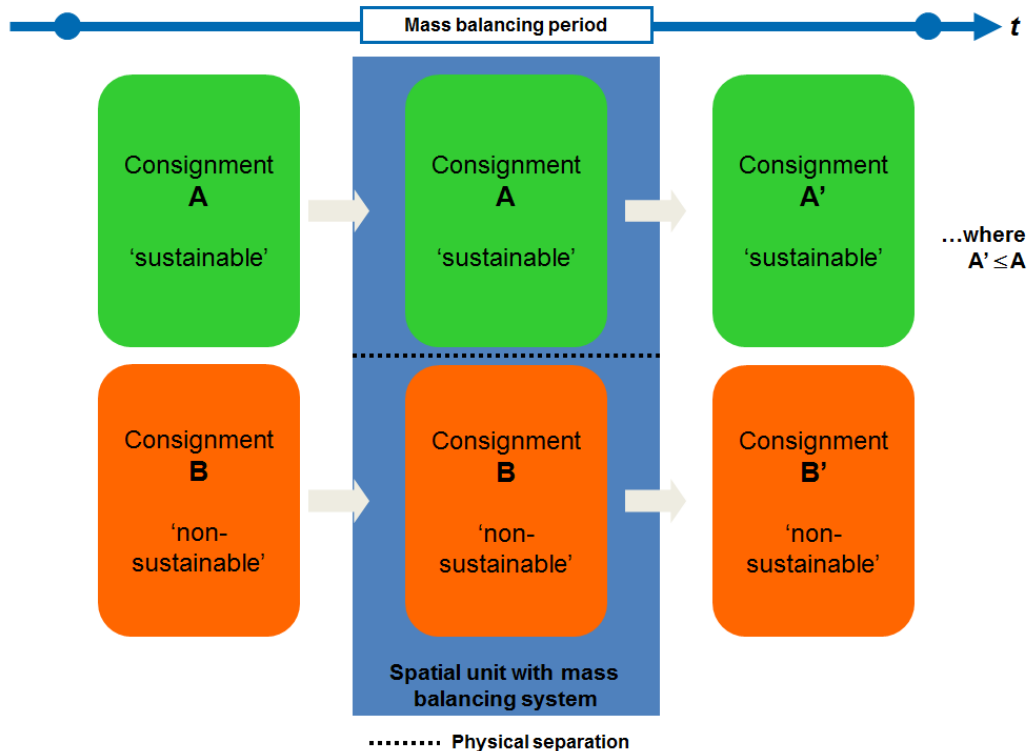 Mass balancing period
t
Consignment
A
‘sustainable’
Consignment
A
‘sustainable’
Consignment
A’
‘sustainable’
...where
A’ ≤ A
Consignment
B
‘non-
sustainable’
Consignment
B
‘non-
sustainable’
Consignment
B’
‘non-
sustainable’
Spatial unit with mass
balancing system
Physical separation